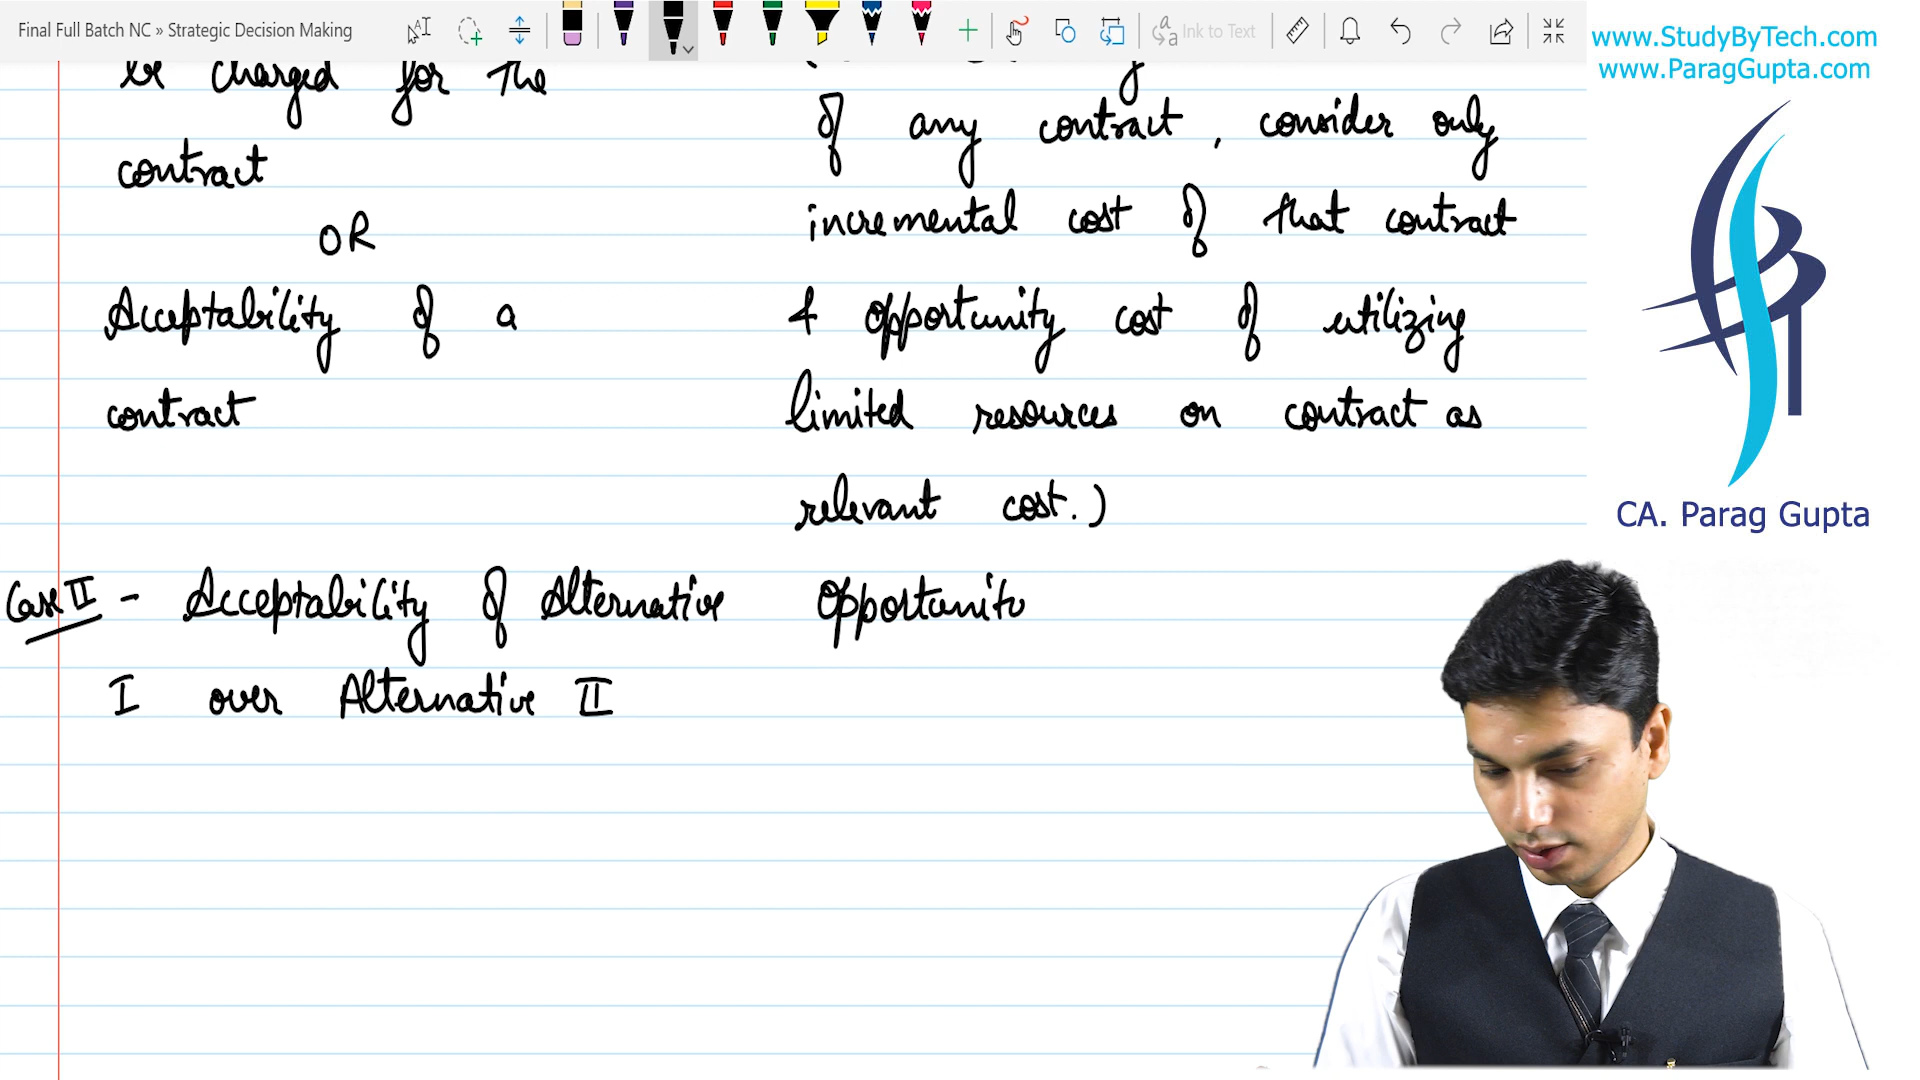 Final Full Batch NC » Strategic Decision Making
Ink to Text
www.StudyByTech.com
www.ParagGupta.com
be charged for the
contract
OR
Acceptability of a
contract
of any contract, consider only
incremental cost of that contract
& opportunity cost of utilizing
limited resources on contract as
relevant cost.)
Case II - Acceptability of Alternative
I over Alternative II
Opportunit
CA. Parag Gupta